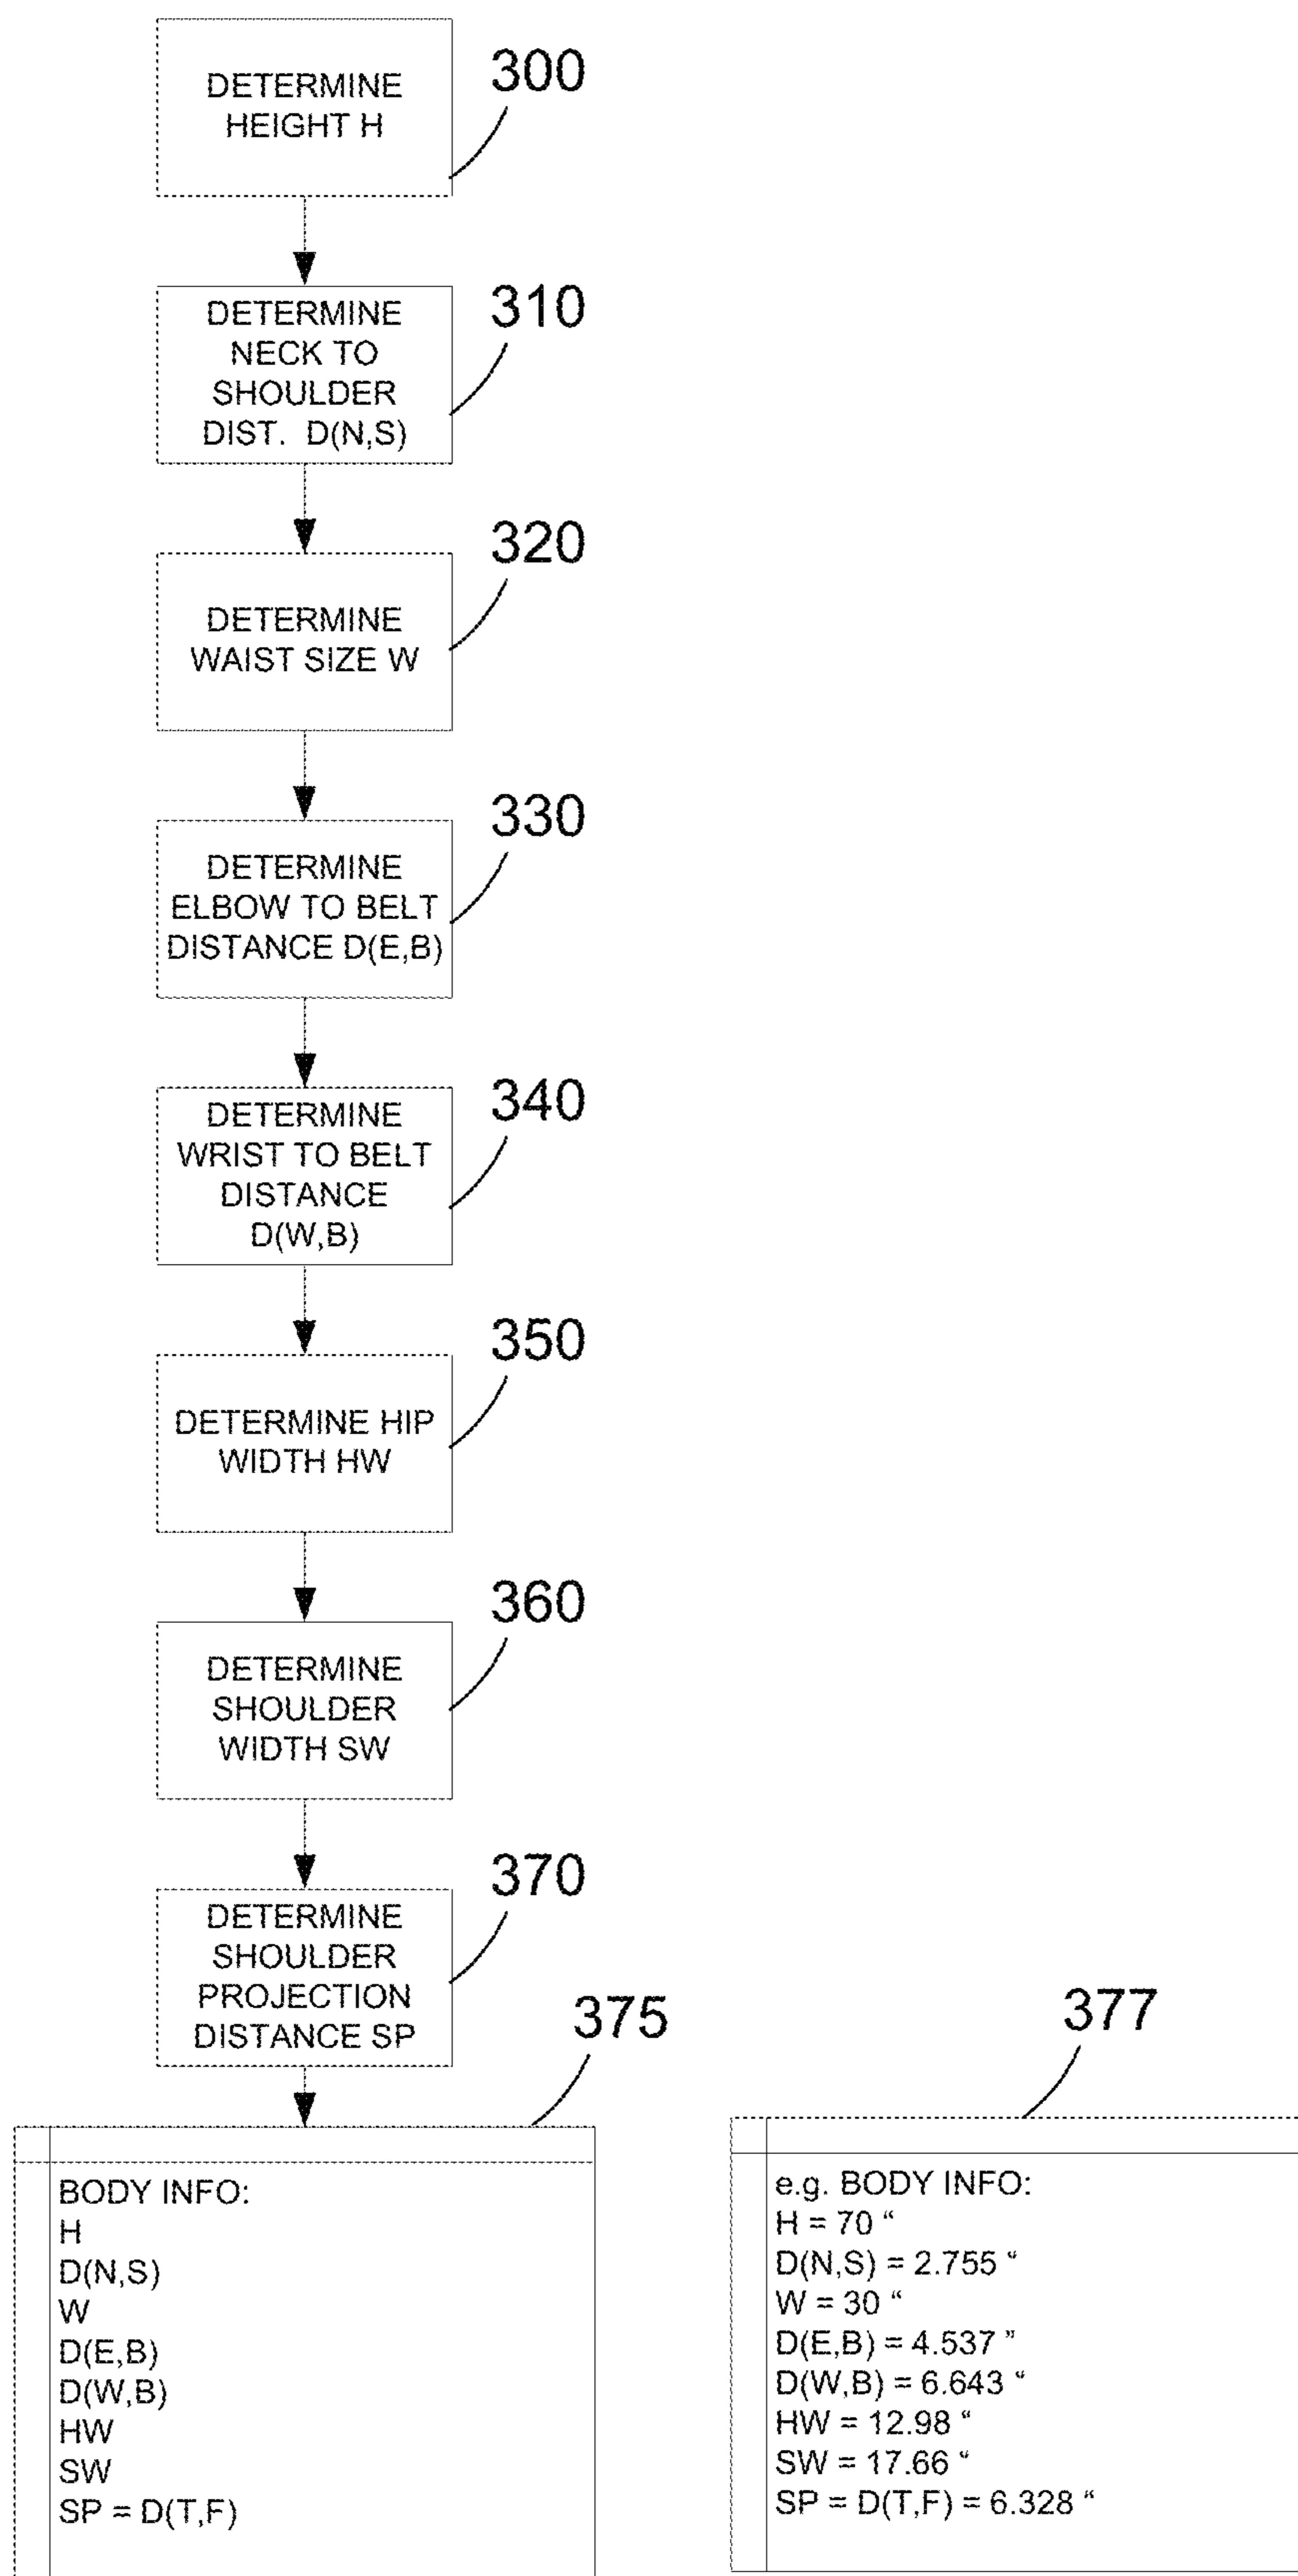 DETERMINE
HEIGHT H
300
DETERMINE
NECK TO
SHOULDER
DIST. D(N,S)
310
DETERMINE
WAIST SIZE W
320
DETERMINE
ELBOW TO BELT
DISTANCE D(E,B)
330
DETERMINE
WRIST TO BELT
DISTANCE
D(W,B)
340
DETERMINE HIP
WIDTH HW
350
DETERMINE
SHOULDER
WIDTH SW
360
DETERMINE
SHOULDER
PROJECTION
DISTANCE SP
370
375
BODY INFO:
H
D(N,S)
W
D(E,B)
D(W,B)
HW
SW
SP = D(T,F)
377
e.g. BODY INFO:
H = 70 “
D(N,S) = 2.755 “
W = 30 “
D(E,B) = 4.537 ”
D(W,B) = 6.643 “
HW = 12.98 “
SW = 17.66 “
SP = D(T,F) = 6.328 “